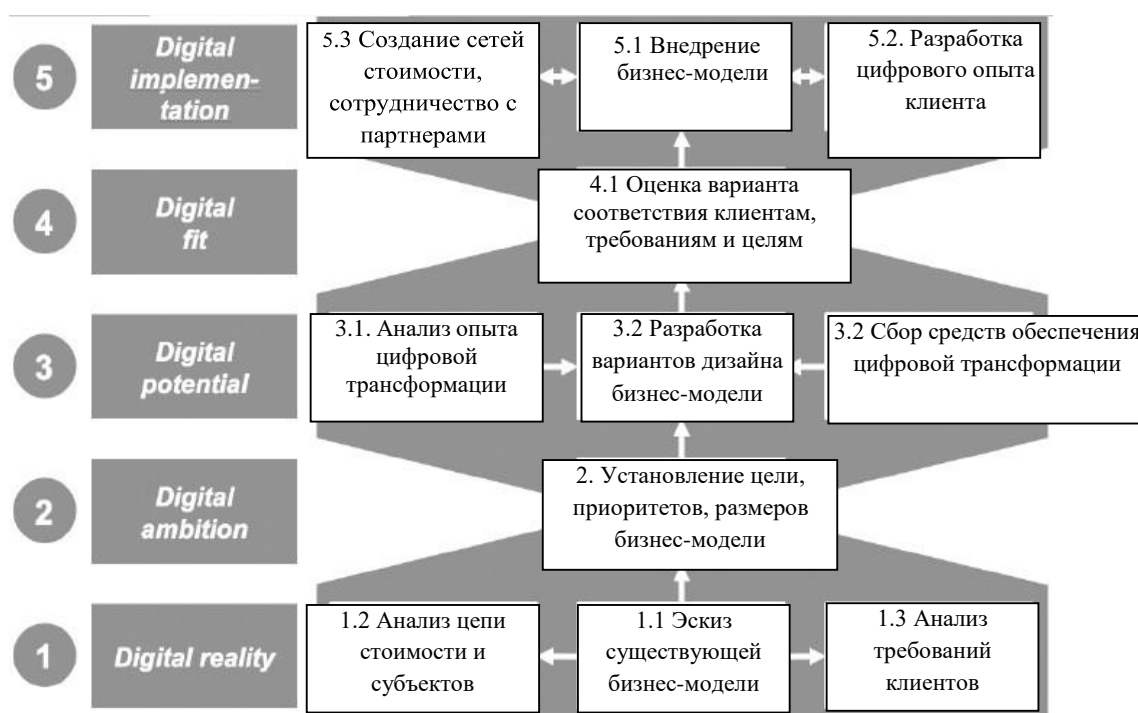 5
Digital
implemen-
tation
5.3 Создание сетей
стоимости,
сотрудничество с
партнерами
5.1 Внедрение
бизнес-модели
5.2. Разработка
цифрового опыта
клиента
4
Digital
fit
4.1 Оценка варианта
соответствия клиентам,
требованиям и целям
3
Digital
potential
3.1. Анализ опыта
цифровой
трансформации
3.2 Разработка
вариантов дизайна
бизнес-модели
3.2 Сбор средств обеспечения
цифровой трансформации
2
Digital
ambition
2. Установление цели,
приоритетов, размеров
бизнес-модели
1
Digital reality
1.2 Анализ цепи
стоимости и
субъектов
1.1 Эскиз
существующей
бизнес-модели
1.3 Анализ
требований
клиентов